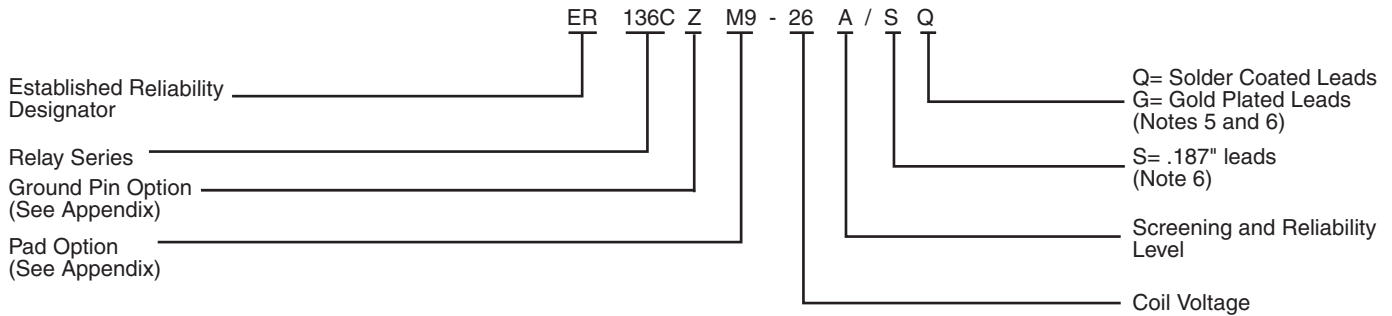 ER 136C Z M9 - 26 A / S Q
Established Reliability
Designator
Relay Series
Ground Pin Option
(See Appendix)
Pad Option
(See Appendix)
Q= Solder Coated Leads
G= Gold Plated Leads
(Notes 5 and 6)
S= .187" leads
(Note 6)
Screening and Reliability
Level
Coil Voltage